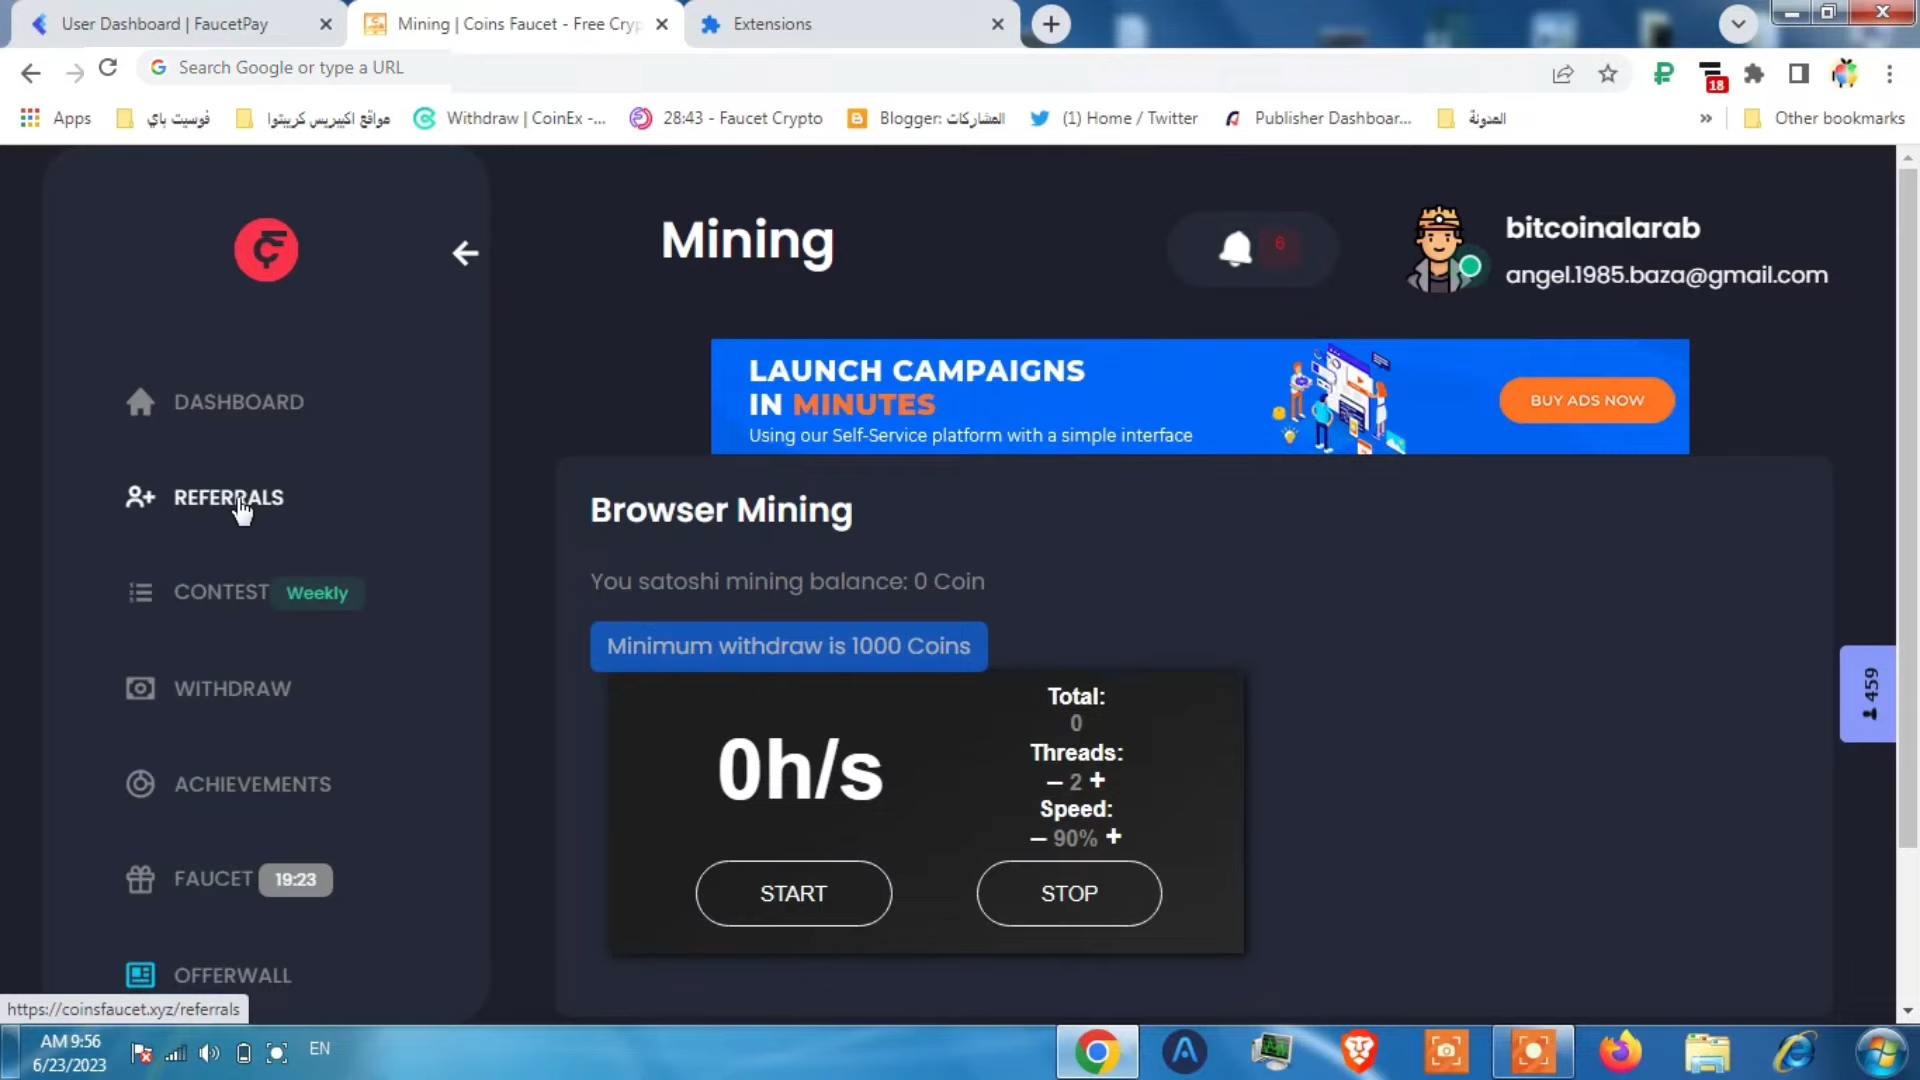 User Dashboard | FaucetPay
Mining | Coins Faucet - Free Cryp
Extensions
Search Google or type a URL
18
Apps
فوسيت باي
مواقع اكيبريس كريبتوا
Withdraw | CoinEx -...
28:43 - Faucet Crypto
Blogger: المشاركات
(1) Home / Twitter
Publisher Dashboar...
المدونة
»
Other bookmarks
Mining
6
bitcoinalarab
angel.1985.baza@gmail.com
LAUNCH CAMPAIGNS
IN MINUTES
Using our Self-Service platform with a simple interface
BUY ADS NOW
DASHBOARD
REFERRALS
CONTEST Weekly
WITHDRAW
ACHIEVEMENTS
FAUCET 19:23
OFFERWALL
Browser Mining
You satoshi mining balance: 0 Coin
Minimum withdraw is 1000 Coins
0h/s
Total:
0
Threads:
– 2 +
Speed:
– 90% +
START
STOP
459
https://coinsfaucet.xyz/referrals
AM 9:56
6/23/2023
EN